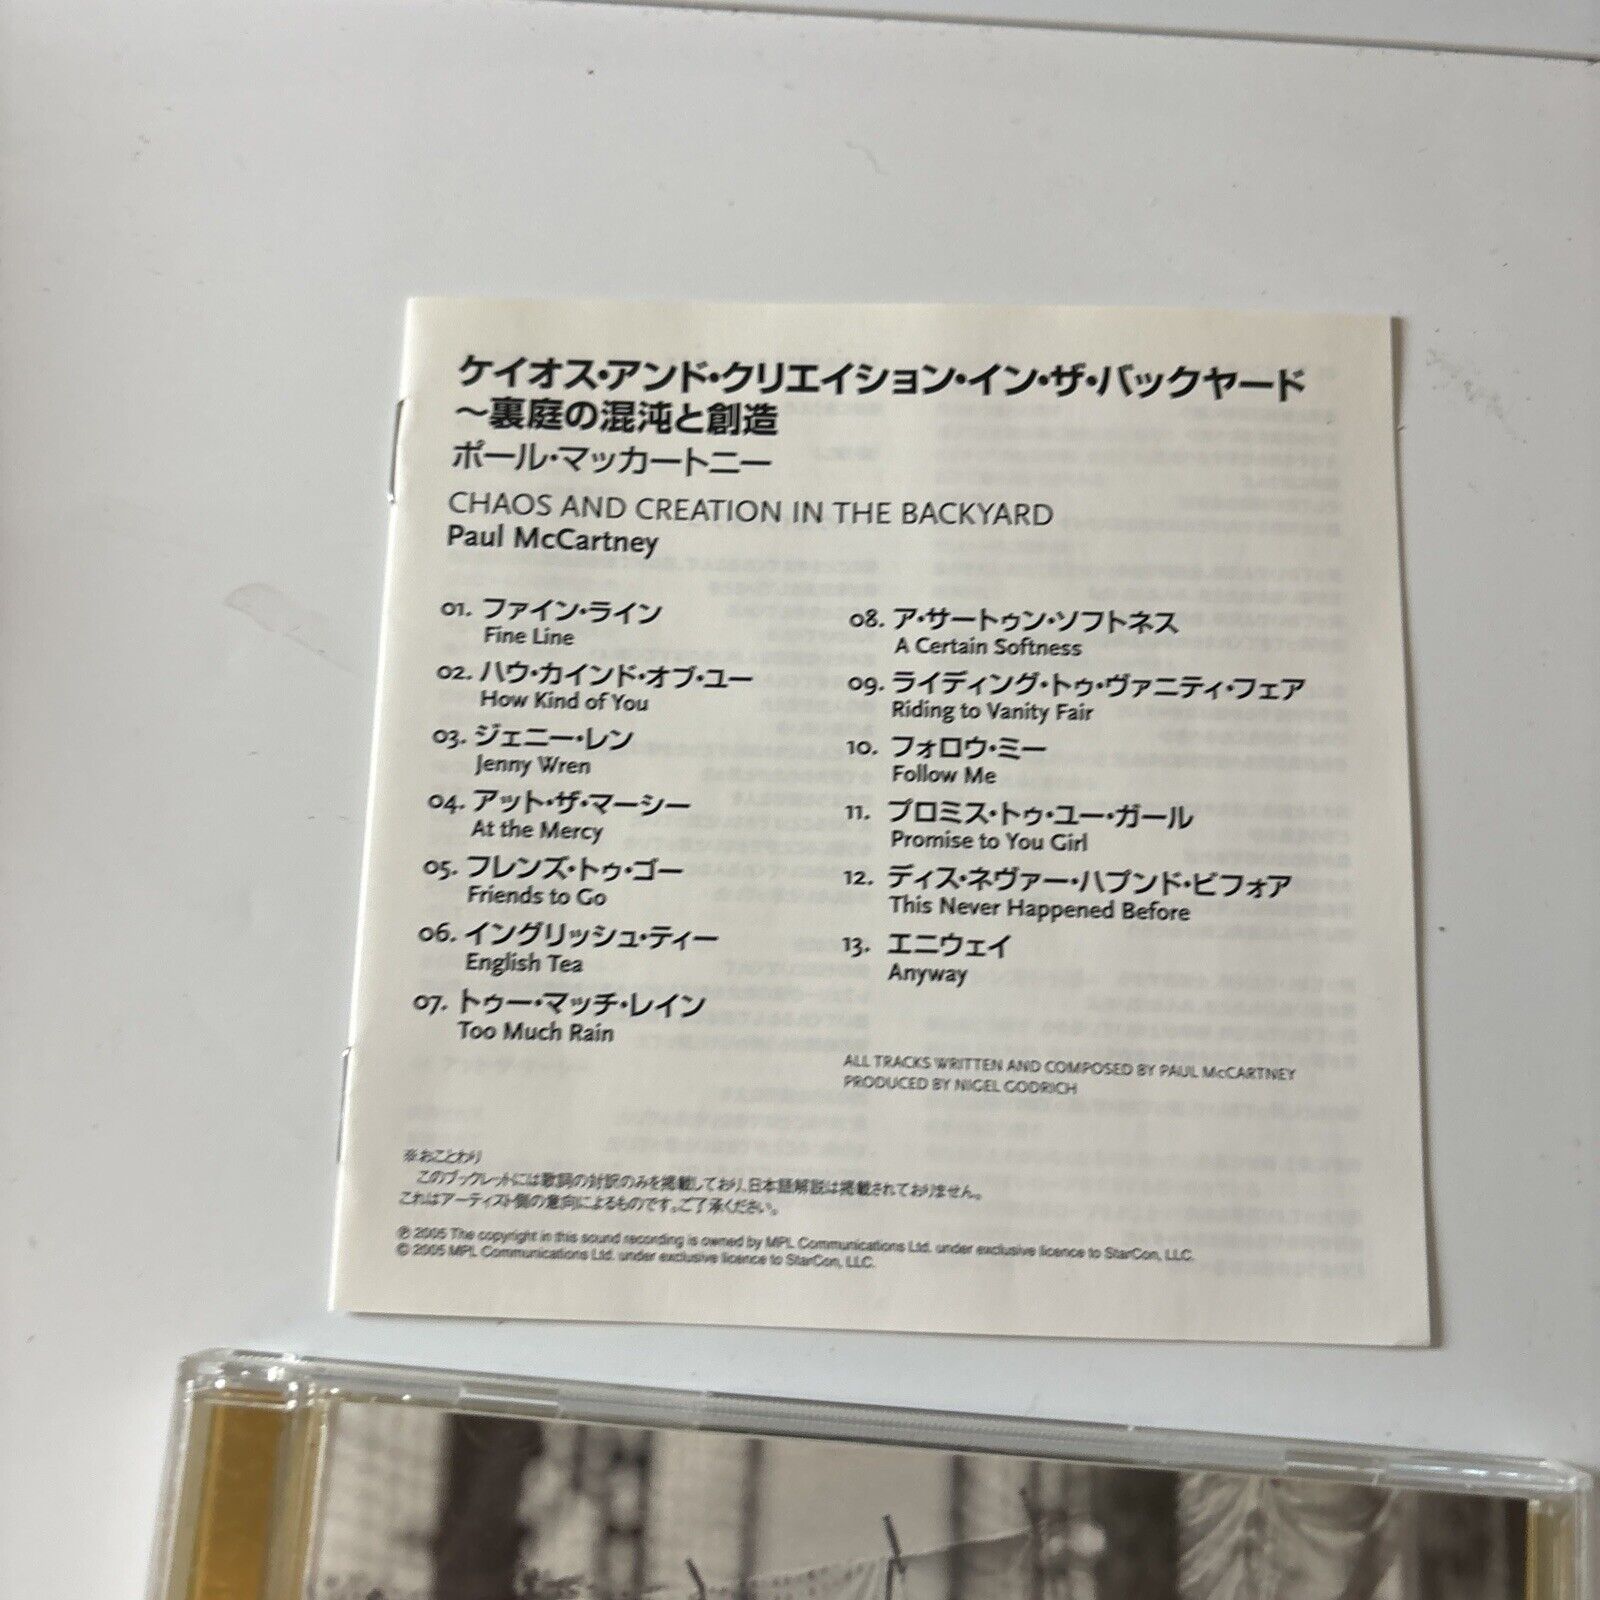 ケイオス・アンド・クリエイション・イン・ザ・バックヤード
～裏庭の混沌と創造
ポール・マッカートニー
CHAOS AND CREATION IN THE BACKYARD
Paul McCartney
01. ファイン・ライン
Fine Line
02. ハウ・カインド・オブ・ユー
How Kind of You
03. ジェニー・レン
Jenny Wren
04. アット・ザ・マーシー
At the Mercy
05. フレンズ・トゥ・ゴー
Friends to Go
06. イングリッシュ・ティー
English Tea
07. トゥー・マッチ・レイン
Too Much Rain
08. ア・サートゥン・ソフトネス
A Certain Softness
09. ライディング・トゥ・ヴァニティ・フェア
Riding to Vanity Fair
10. フォロウ・ミー
Follow Me
11. プロミス・トゥ・ユー・ガール
Promise to You Girl
12. ディス・ネヴァー・ハプンド・ビフォア
This Never Happened Before
13. エニウェイ
Anyway
ALL TRACKS WRITTEN AND COMPOSED BY PAUL McCARTNEY
PRODUCED BY NIGEL GODRICH
※おことわり
このブックレットには歌詞の対訳のみを掲載しており、日本語解説は掲載されておりません。
これはアーティスト側の意向によるものです。ご了承ください。
℗ 2005 The copyright in this sound recording is owned by MPL Communications Ltd. under exclusive licence to StarCon, LLC.
© 2005 MPL Communications Ltd. under exclusive licence to StarCon, LLC.